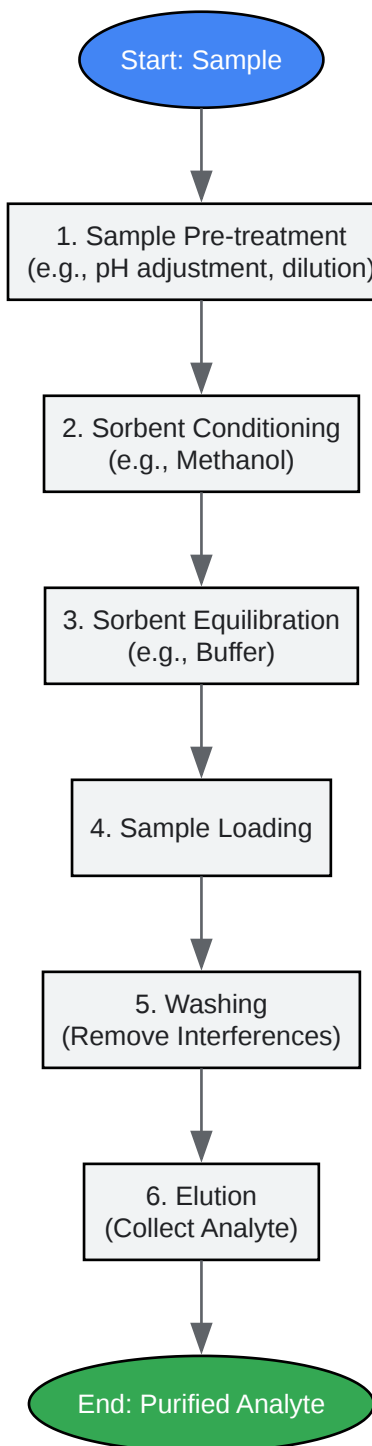 Start: Sample
1. Sample Pre-treatment
(e.g., pH adjustment, dilution)
2. Sorbent Conditioning
(e.g., Methanol)
3. Sorbent Equilibration
(e.g., Buffer)
4. Sample Loading
5. Washing
(Remove Interferences)
6. Elution
(Collect Analyte)
End: Purified Analyte